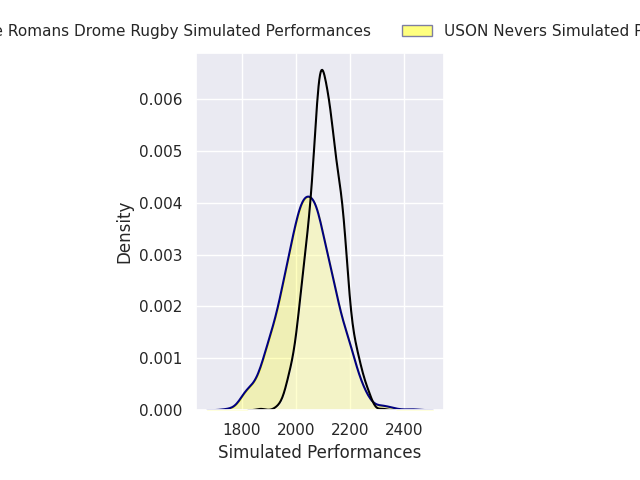 Romans Drome Rugby Simulated Performances
USON Nevers Simulated
0.006
0.005
0.004
0.003
0.002
0.001
0.000
Density
1800 2000 2200 2400
Simulated Performances